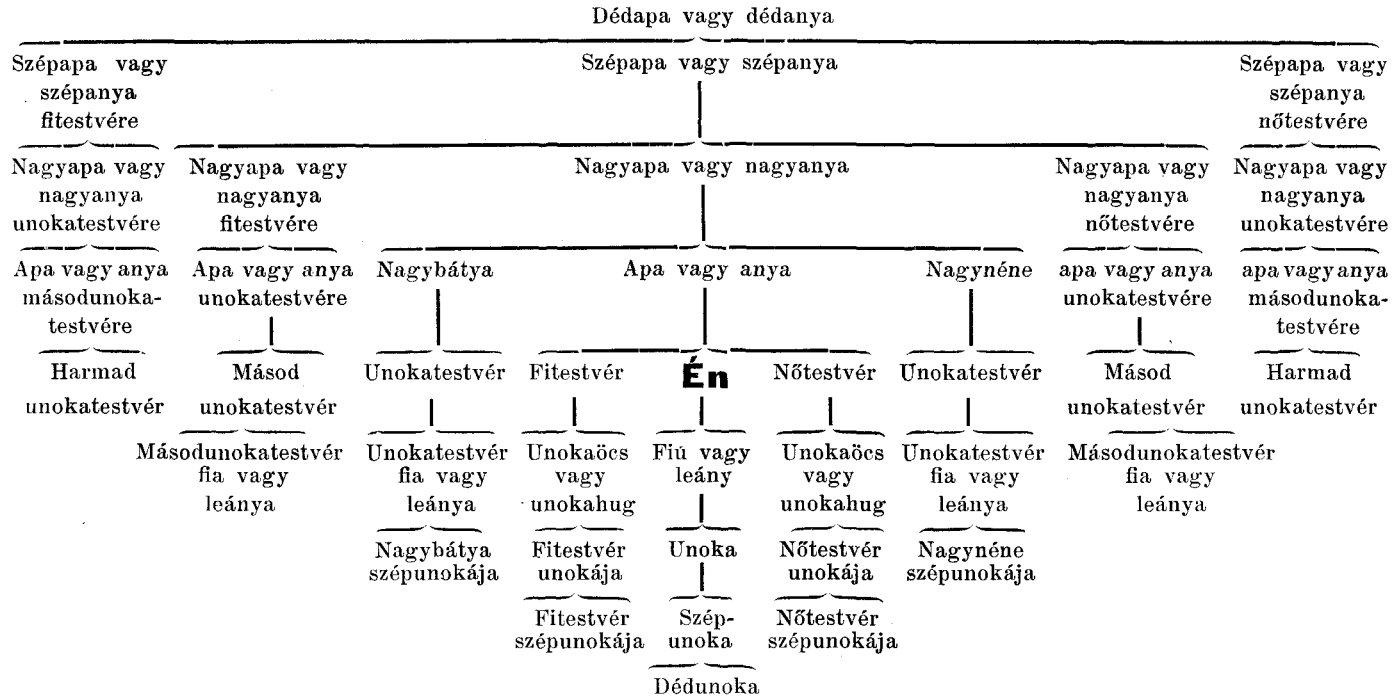 Dédapa vagy dédanya
Szépapa vagy
szépanya
fitestvére
Szépapa vagy szépanya
Szépapa vagy
szépanya
nőtestvére
Nagyapa vagy
nagyanya
unokatestvére
Nagyapa vagy
nagyanya
fitestvére
Nagyapa vagy nagyanya
Nagyapa vagy
nagyanya
nőtestvére
Nagyapa vagy
nagyanya
unokatestvére
Apa vagy anya
másodunoka-
testvére
Apa vagy anya
unokatestvére
Nagybátya
Apa vagy anya
Nagynéne
apa vagy anya
unokatestvére
apa vagy anya
másodunoka-
testvére
Harmad
unokatestvér
Másod
unokatestvér
Unokatestvér
Fitestvér
Én
Nőtestvér
Unokatestvér
Másod
unokatestvér
Harmad
unokatestvér
Másodunokatestvér
fia vagy
leánya
Unokatestvér
fia vagy
leánya
Unokaöcs
vagy
unokahug
Fiú vagy
leány
Unokaöcs
vagy
unokahug
Unokatestvér
fia vagy
leánya
Másodunokatestvér
fia vagy
leánya
Nagybátya
szépunokája
Fitestvér
unokája
Unoka
Nőtestvér
unokája
Nagynéne
szépunokája
Fitestvér
szépunokája
Szép-
unoka
Nőtestvér
szépunokája
Dédunoka